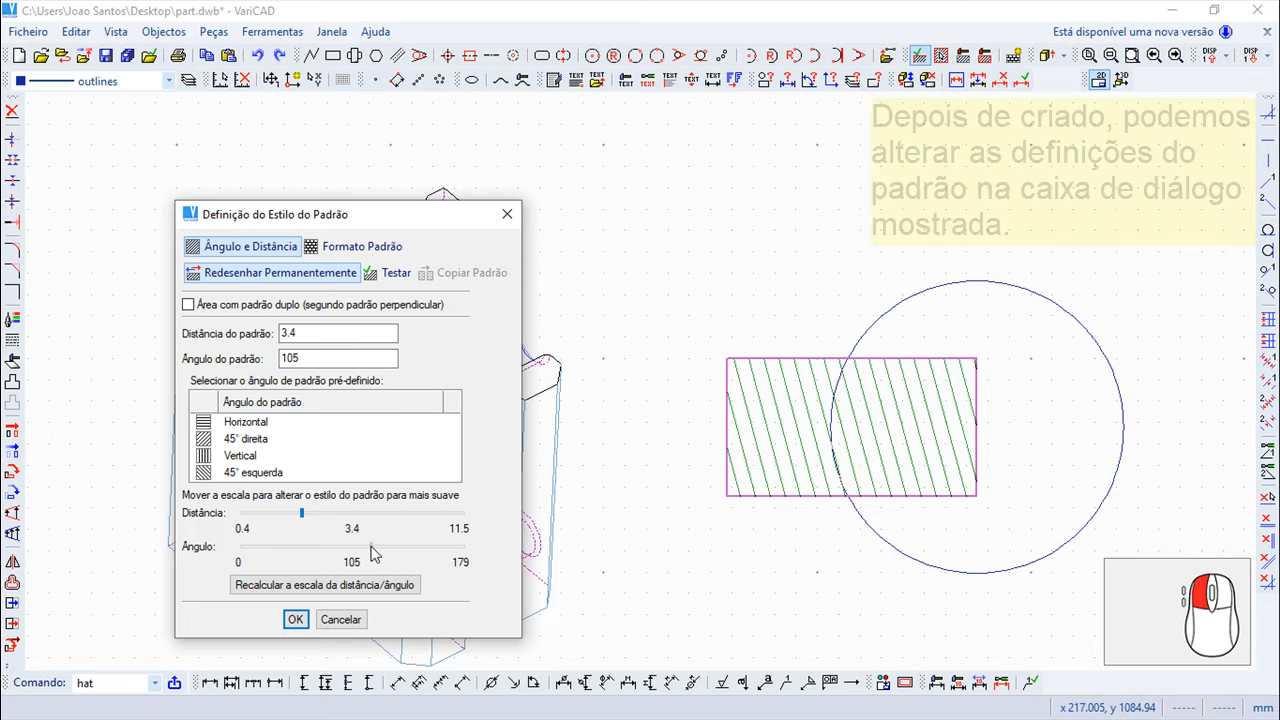 C:\Users\Joao Santos\Desktop\part.dwb* - VariCAD
Ficheiro Editar Vista Objectos Peças Ferramentas Janela Ajuda Está disponível uma nova versão
outlines
Depois de criado, podemos
alterar as definições do
padrão na caixa de diálogo
mostrada.
Definição do Estilo do Padrão
Ângulo e Distância Formato Padrão
Redesenhar Permanentemente Testar Copiar Padrão
Área com padrão duplo (segundo padrão perpendicular)
Distância do padrão: 3.4
Angulo do padrão: 105
Selecionar o ângulo de padrão pré-definido:
Ângulo do padrão
Horizontal
45° direita
Vertical
45° esquerda
Mover a escala para alterar o estilo do padrão para mais suave
Distância:
0.4 3.4 11.5
Ângulo:
0 105 179
Recalcular a escala da distância/ângulo
OK Cancelar
Comando: hat
x 217.005, y 1084.94 ----- ----- mm